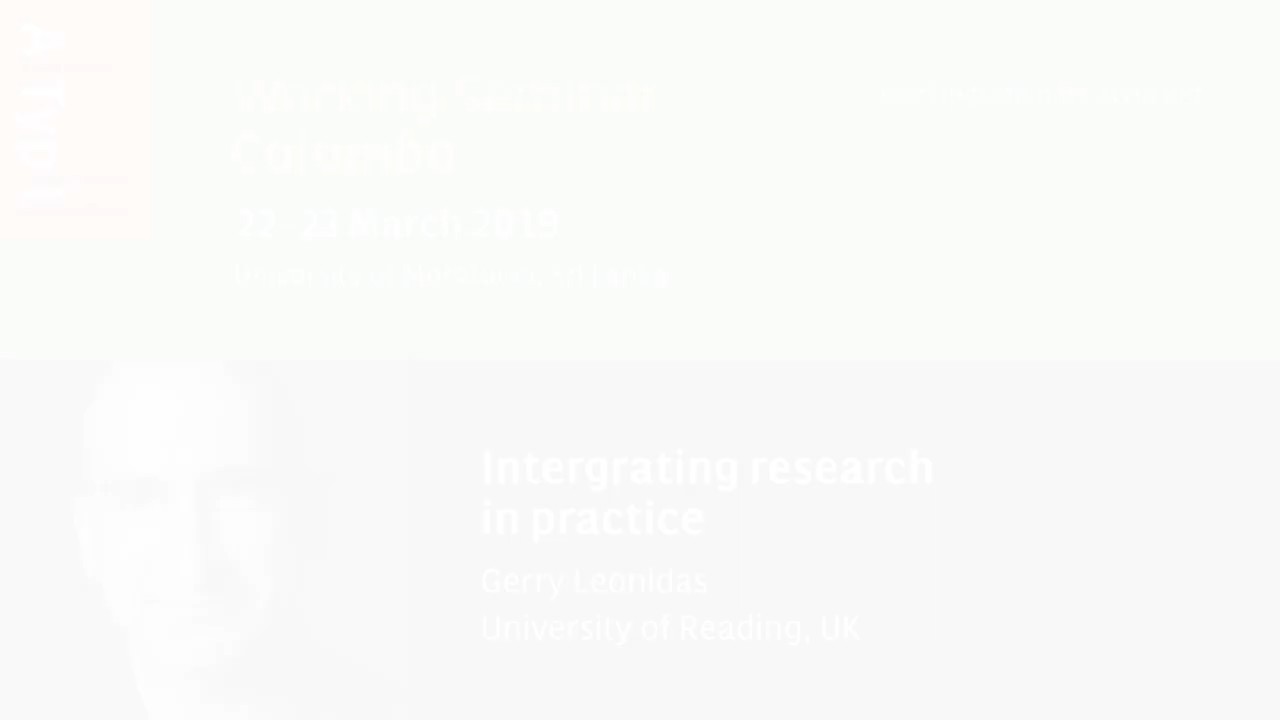 ATypI
Working Seminar
Colombo
22–23 March 2019
University of Moratuwa, Sri Lanka
Intergrating research
in practice
Gerry Leonidas
University of Reading, UK